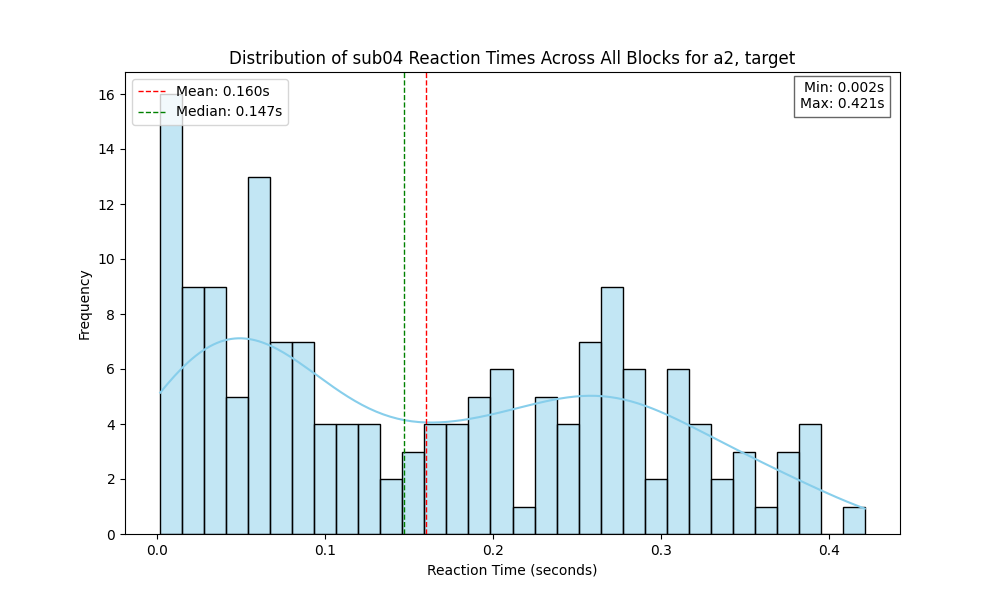 Distribution of sub04 Reaction Times Across All Blocks for a2, target
Mean: 0.160s
Median: 0.147s
Min: 0.002s
Max: 0.421s
16
14
12
10
8
6
4
2
0
Frequency
0.0
0.1
0.2
0.3
0.4
Reaction Time (seconds)